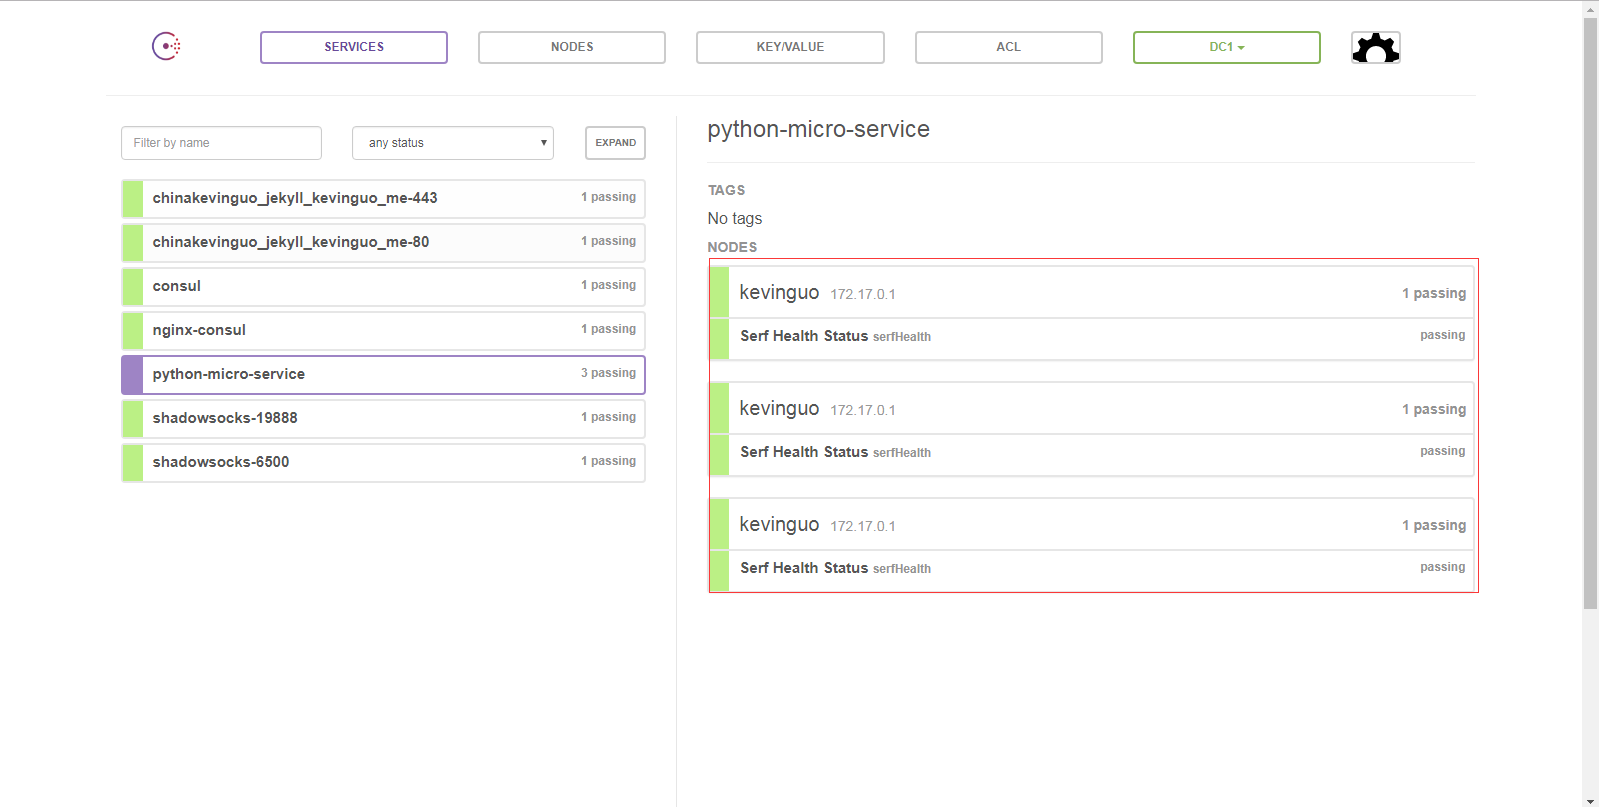 SERVICES NODES KEY/VALUE ACL DC1
Filter by name any status EXPAND
chinakevinguo_jekyll_kevinguo_me-443 1 passing
chinakevinguo_jekyll_kevinguo_me-80 1 passing
consul 1 passing
nginx-consul 1 passing
python-micro-service 3 passing
shadowsocks-19888 1 passing
shadowsocks-6500 1 passing
python-micro-service
TAGS
No tags
NODES
kevinguo 172.17.0.1 1 passing
Serf Health Status serfHealth passing
kevinguo 172.17.0.1 1 passing
Serf Health Status serfHealth passing
kevinguo 172.17.0.1 1 passing
Serf Health Status serfHealth passing